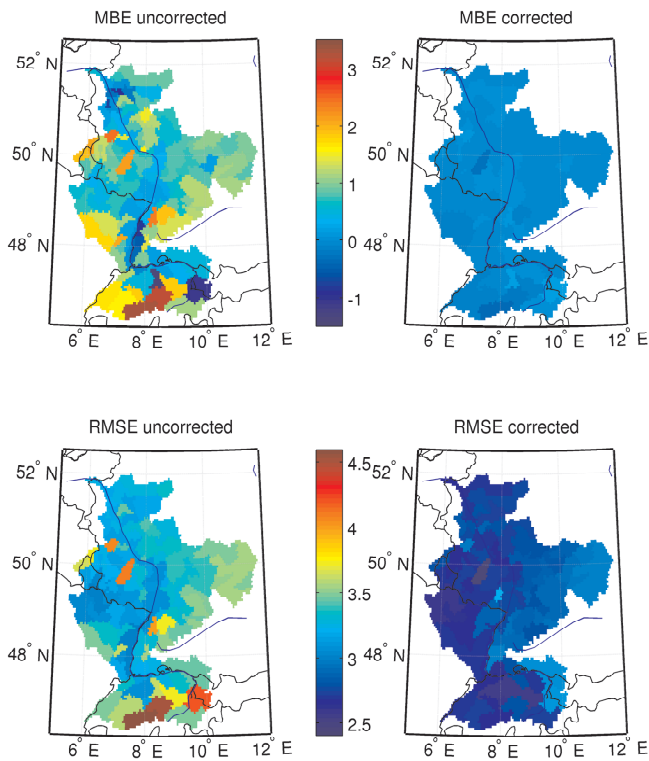 MBE uncorrected
MBE corrected
52° N
50° N
48° N
6° E
8° E
10° E
12° E
3
2
1
0
-1
52° N
50° N
48° N
6° E
8° E
10° E
12° E
RMSE uncorrected
RMSE corrected
52° N
50° N
48° N
6° E
8° E
10° E
12° E
4.5
4
3.5
3
2.5
52° N
50° N
48° N
6° E
8° E
10° E
12° E